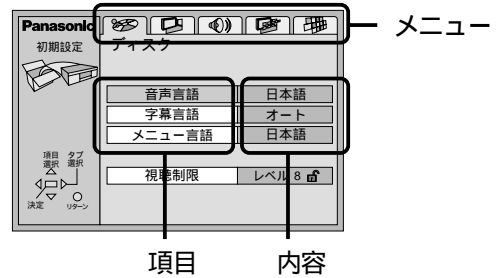 Panasonic
メニュー
初期設定
ディスク
音声言語 日本語
字幕言語 オート
メニュー言語 日本語
項目 タブ
選択 選択
視聴制限 レベル 8
決定 リターン
項目 内容